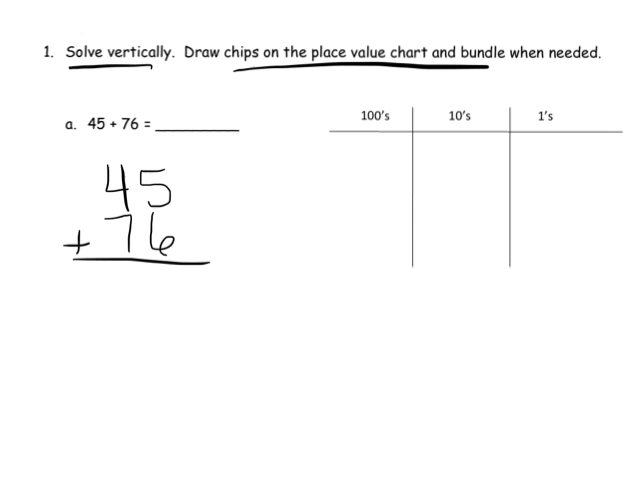 1. Solve vertically. Draw chips on the place value chart and bundle when needed.
a. 45 + 76 = __________
100's 10's 1's
45
+ 76